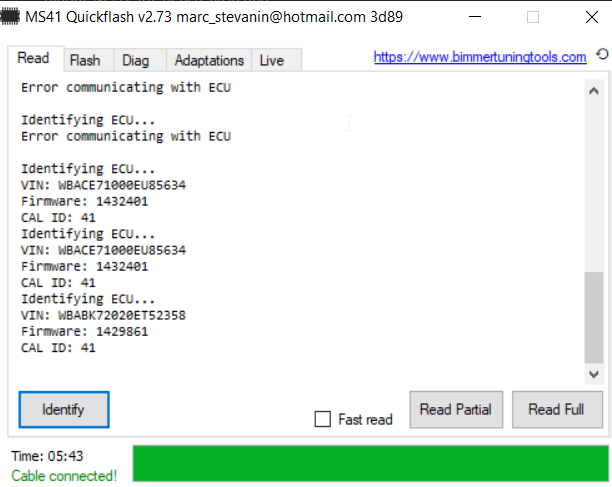 MS41 Quickflash v2.73 marc_stevanin@hotmail.com 3d89
Read Flash Diag Adaptations Live https://www.bimmertuningtools.com
Error communicating with ECU
Identifying ECU...
Error communicating with ECU
Identifying ECU...
VIN: WBACE71000EU85634
Firmware: 1432401
CAL ID: 41
Identifying ECU...
VIN: WBACE71000EU85634
Firmware: 1432401
CAL ID: 41
Identifying ECU...
VIN: WBABK72020ET52358
Firmware: 1429861
CAL ID: 41
Identify Fast read Read Partial Read Full
Time: 05:43
Cable connected!